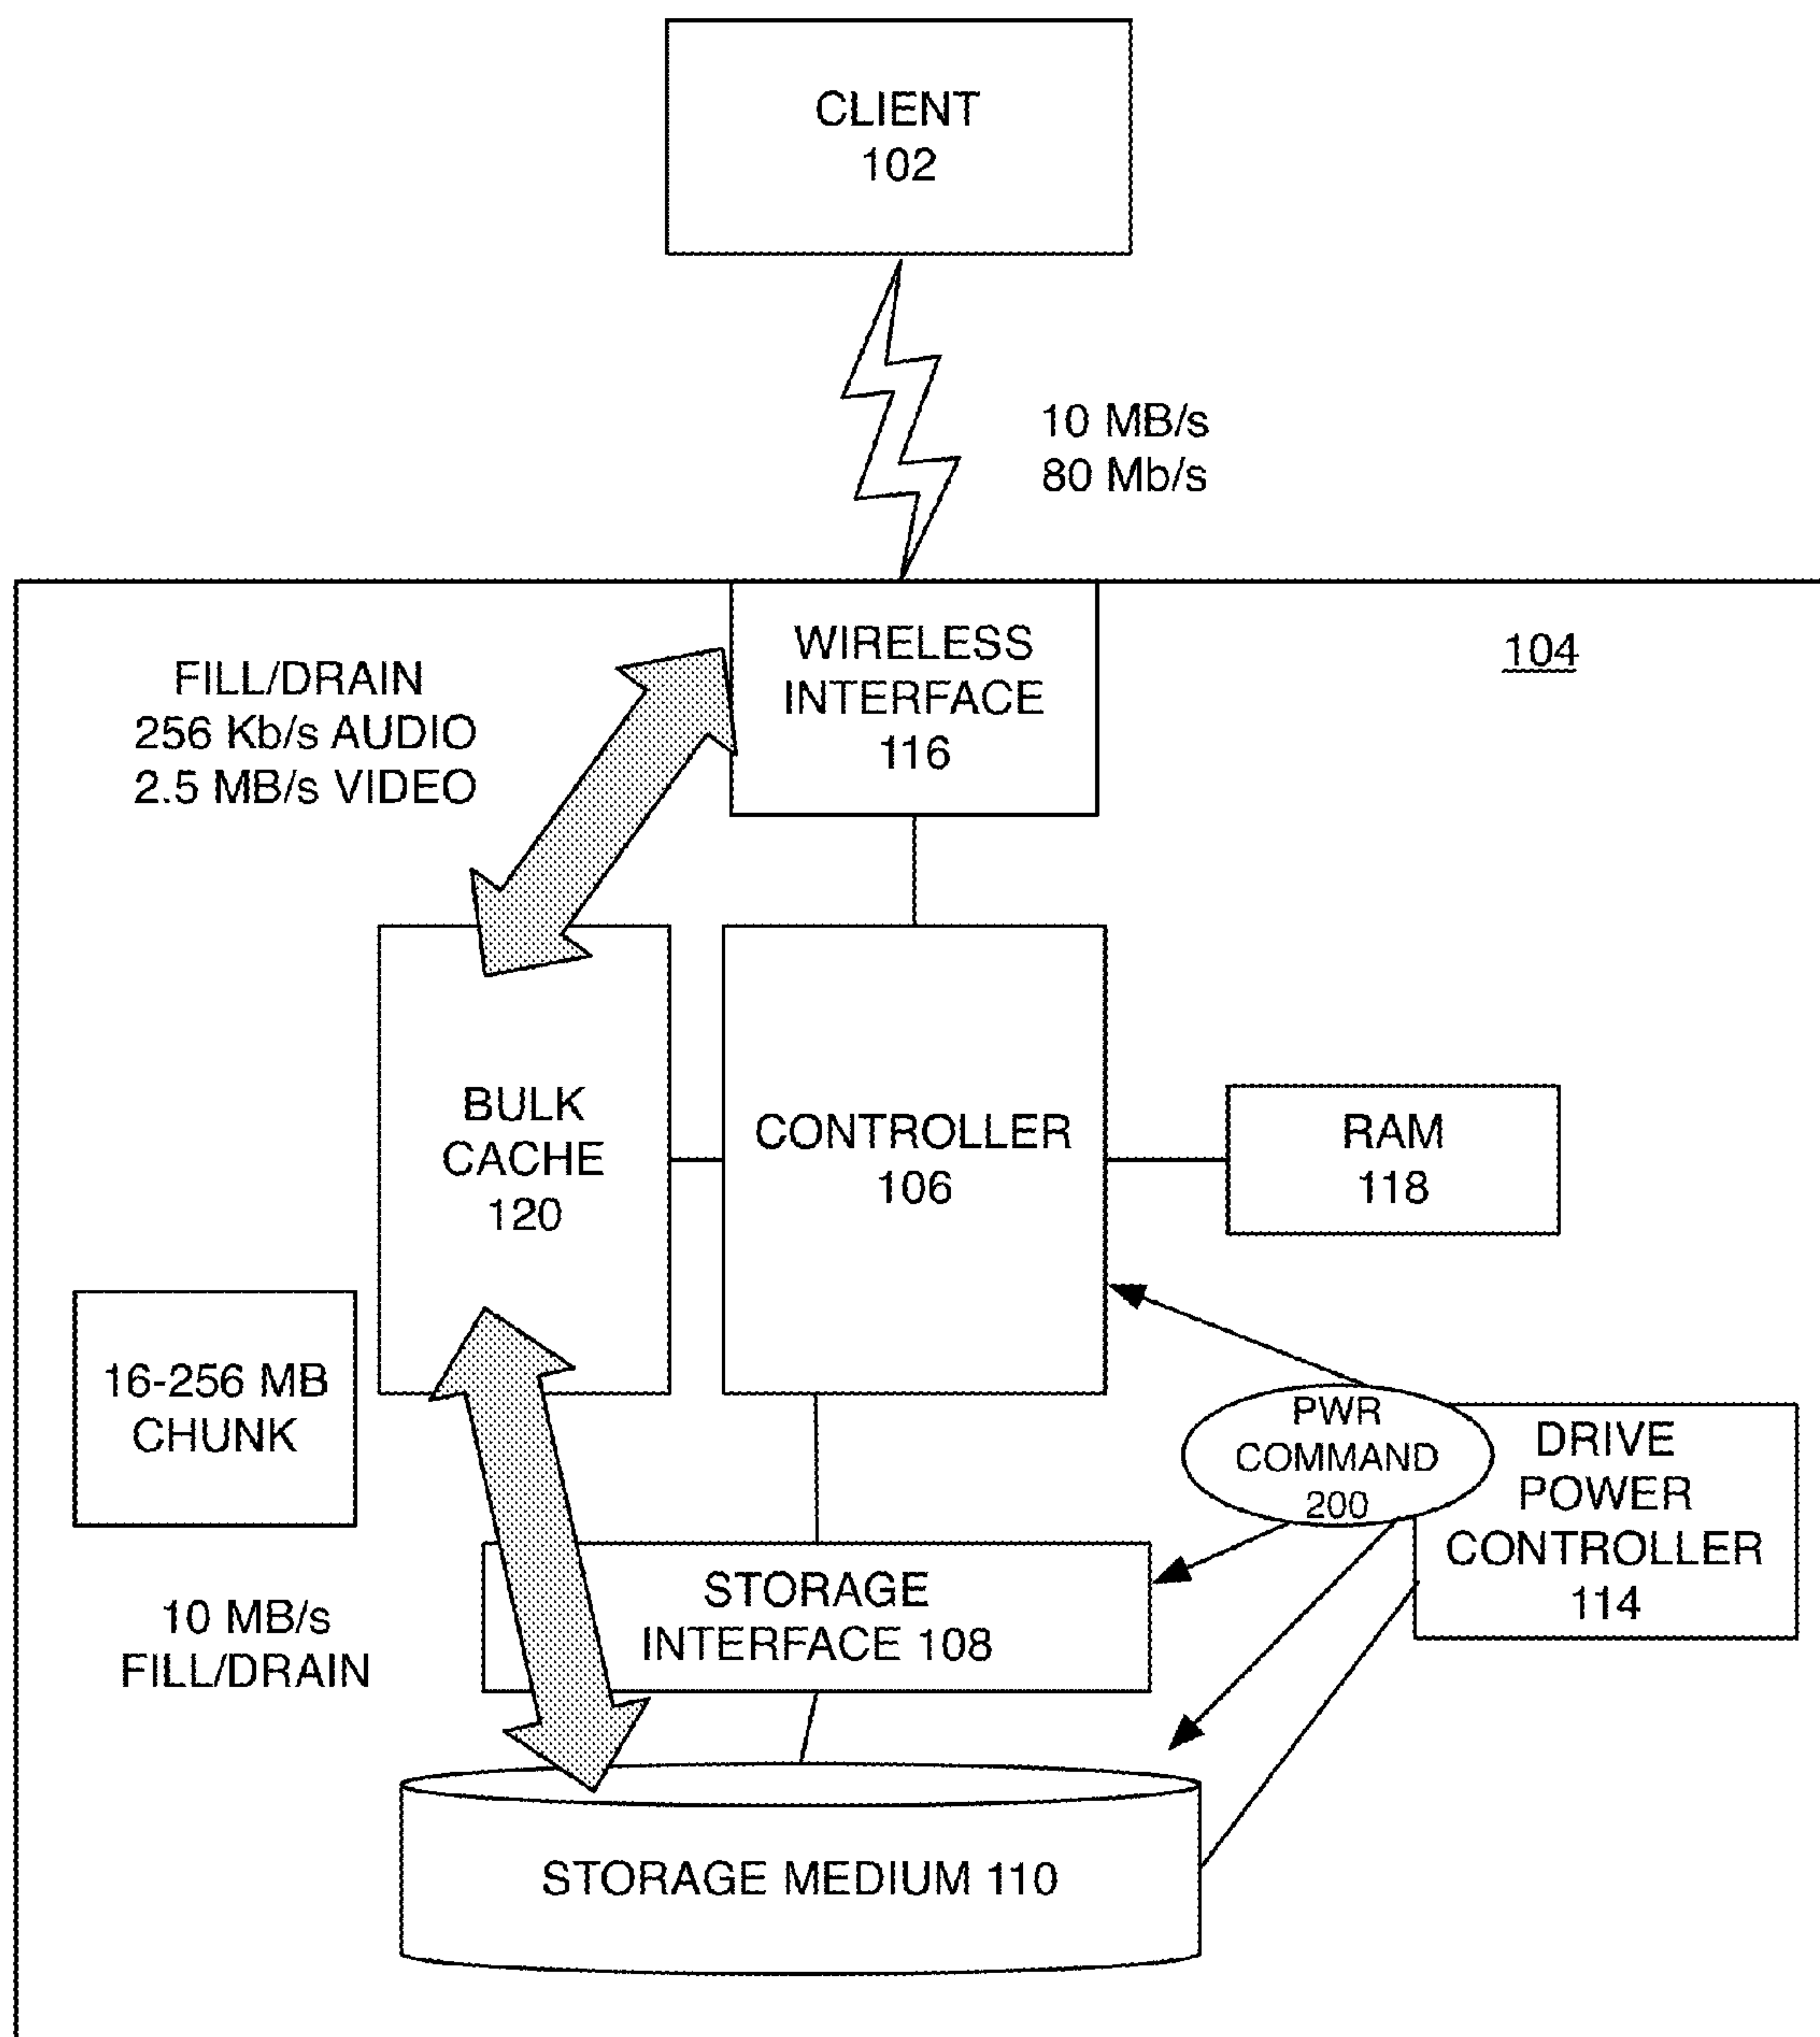 CLIENT
102
10 MB/s
80 Mb/s
104
WIRELESS
INTERFACE
116
FILL/DRAIN
256 Kb/s AUDIO
2.5 MB/s VIDEO
BULK
CACHE
120
CONTROLLER
106
RAM
118
16-256 MB
CHUNK
PWR
COMMAND
200
DRIVE
POWER
CONTROLLER
114
STORAGE
INTERFACE 108
10 MB/s
FILL/DRAIN
STORAGE MEDIUM 110